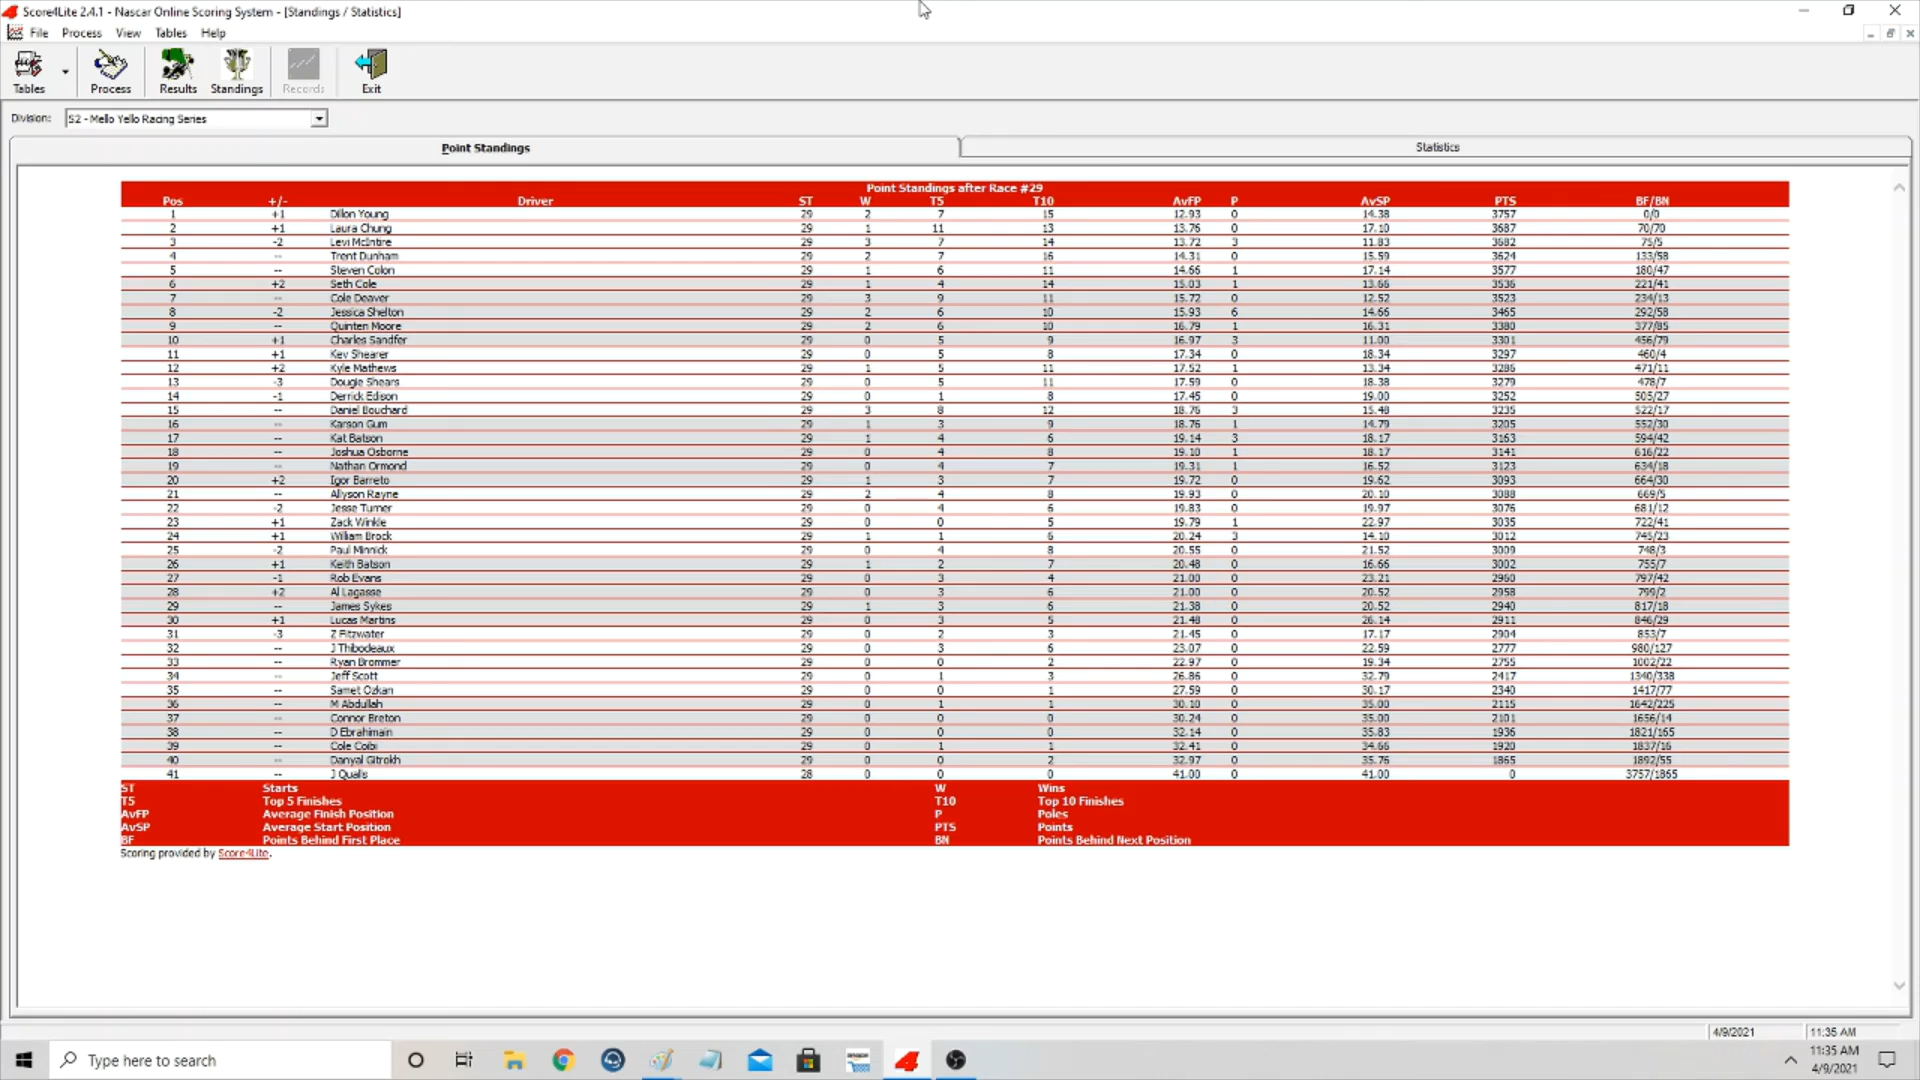 Score4Lite 2.4.1 - Nascar Online Scoring System - [Standings / Statistics]
File Process View Tables Help
Tables Process Results Standings Records Exit
Division: S2 - Mello Yello Racing Series
Point Standings Statistics
Point Standings after Race #29
Pos +/- Driver ST W T5 T10 AvFP P AvSP PTS BF/BN
1 +1 Dillon Young 29 2 7 15 12.93 0 14.38 3757 0/0
2 +1 Laura Chung 29 1 11 13 13.76 0 17.10 3687 70/70
3 -2 Levi McIntire 29 3 7 14 13.72 3 11.83 3682 75/5
4 -- Trent Dunham 29 2 7 16 14.31 0 15.59 3624 133/58
5 -- Steven Colon 29 1 6 11 14.66 1 17.14 3577 180/47
6 +2 Seth Cole 29 1 4 14 15.03 1 13.66 3536 221/41
7 -- Cole Deaver 29 3 9 11 15.72 0 12.52 3523 234/13
8 -2 Jessica Shelton 29 2 6 10 15.93 6 14.66 3465 292/58
9 -- Quinten Moore 29 2 6 10 16.79 1 16.31 3380 377/85
10 +1 Charles Sandfer 29 0 5 9 16.97 3 11.00 3301 456/79
11 +1 Kev Shearer 29 0 5 8 17.34 0 18.34 3297 460/4
12 +2 Kyle Mathews 29 1 5 11 17.52 1 13.34 3286 471/11
13 -3 Dougie Shears 29 0 5 11 17.59 0 18.38 3279 478/7
14 -1 Derrick Edison 29 0 1 8 17.45 0 19.00 3252 505/27
15 -- Daniel Bouchard 29 3 8 12 18.76 3 15.48 3235 522/17
16 -- Karson Gum 29 1 3 9 18.76 1 14.79 3205 552/30
17 -- Kat Batson 29 1 4 6 19.14 3 18.17 3163 594/42
18 -- Joshua Osborne 29 0 4 8 19.10 1 18.17 3141 616/22
19 -- Nathan Ormond 29 0 4 7 19.31 1 16.52 3123 634/18
20 +2 Igor Barreto 29 1 3 7 19.72 0 19.62 3093 664/30
21 -- Allyson Rayne 29 2 4 8 19.93 0 20.10 3088 669/5
22 -2 Jesse Turner 29 0 4 6 19.83 0 19.97 3076 681/12
23 +1 Zack Winkle 29 0 0 5 19.79 1 22.97 3035 722/41
24 +1 William Brock 29 1 1 6 20.24 3 14.10 3012 745/23
25 -2 Paul Minnick 29 0 4 8 20.55 0 21.52 3009 748/3
26 +1 Keith Batson 29 1 2 7 20.48 0 16.66 3002 755/7
27 -1 Rob Evans 29 0 3 4 21.00 0 23.21 2960 797/42
28 +2 Al Lagasse 29 0 3 6 21.00 0 20.52 2958 799/2
29 -- James Sykes 29 1 3 6 21.38 0 20.52 2940 817/18
30 +1 Lucas Martins 29 0 3 5 21.48 0 26.14 2911 846/29
31 -3 Z Fitzwater 29 0 2 3 21.45 0 17.17 2904 853/7
32 -- J Thibodeaux 29 0 3 6 23.07 0 22.59 2777 980/127
33 -- Ryan Brommer 29 0 0 2 22.97 0 19.34 2755 1002/22
34 -- Jeff Scott 29 0 1 3 26.86 0 32.79 2417 1340/338
35 -- Samet Ozkan 29 0 0 1 27.59 0 30.17 2340 1417/77
36 -- M Abdullah 29 0 1 1 30.10 0 35.00 2115 1642/225
37 -- Connor Breton 29 0 0 0 30.24 0 35.00 2101 1656/14
38 -- D Ebrahimain 29 0 0 0 32.14 0 35.83 1936 1821/165
39 -- Cole Coibi 29 0 1 1 32.41 0 34.66 1920 1837/16
40 -- Danyal Gitrokh 29 0 0 2 32.97 0 35.76 1865 1892/55
41 -- J Qualls 28 0 0 0 41.00 0 41.00 0 3757/1865
ST Starts W Wins
T5 Top 5 Finishes T10 Top 10 Finishes
AvFP Average Finish Position P Poles
AvSP Average Start Position PTS Points
BF Points Behind First Place BN Points Behind Next Position
Scoring provided by Score4Lite.
4/9/2021 11:35 AM
Type here to search
11:35 AM
4/9/2021